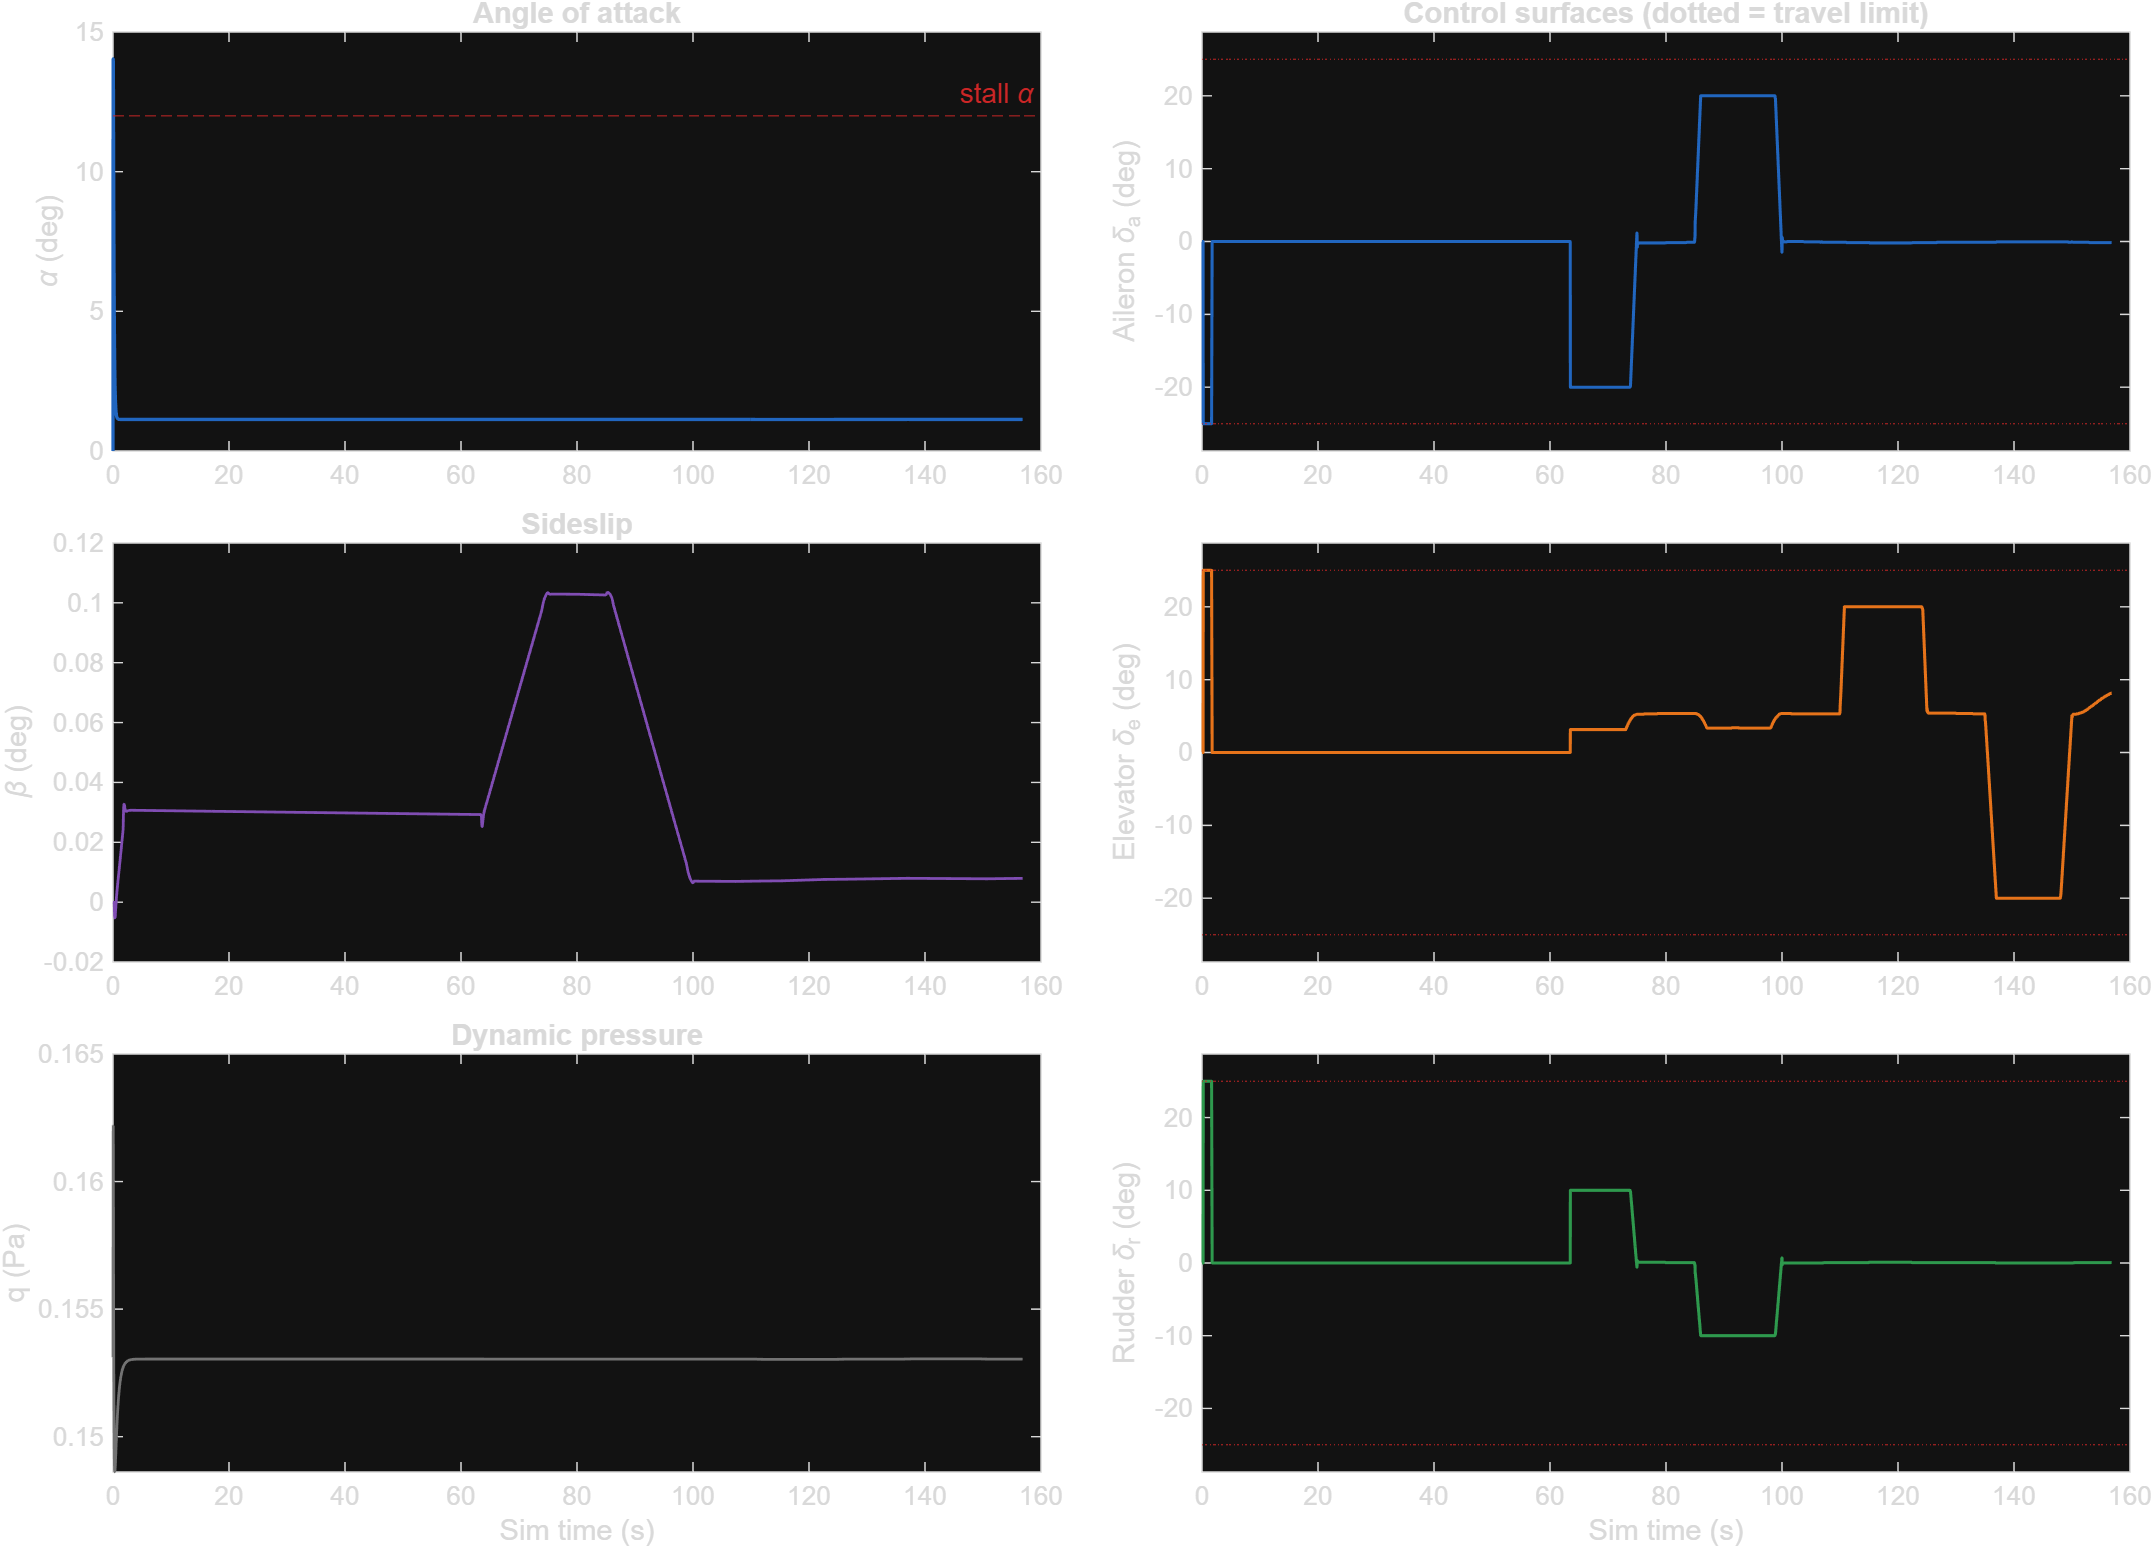 Angle of attack
15
10
5
0
α (deg)
stall α
0 20 40 60 80 100 120 140 160
Control surfaces (dotted = travel limit)
20
10
0
-10
-20
Aileron δa (deg)
0 20 40 60 80 100 120 140 160
Sideslip
0.12
0.1
0.08
0.06
0.04
0.02
0
-0.02
β (deg)
0 20 40 60 80 100 120 140 160
20
10
0
-10
-20
Elevator δe (deg)
0 20 40 60 80 100 120 140 160
Dynamic pressure
0.165
0.16
0.155
0.15
q (Pa)
0 20 40 60 80 100 120 140 160
Sim time (s)
20
10
0
-10
-20
Rudder δr (deg)
0 20 40 60 80 100 120 140 160
Sim time (s)